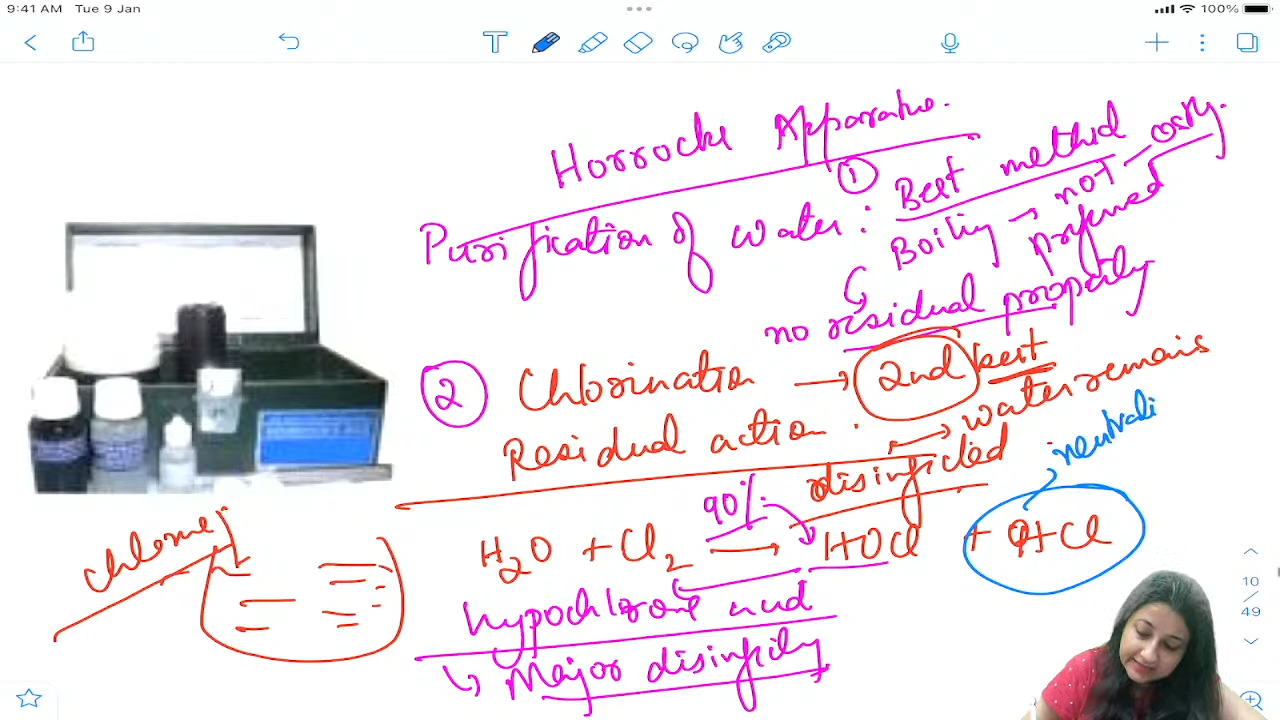 9:41 AM Tue 9 Jan
100%
Horrocks Apparatus.
Purification of water : ① Best method
Boiling → not preferred
costly.
no residual property
② Chlorination → 2nd best
Residual action . → water remains
disinfected
neutrali
90%
H2O + Cl2 → HOCl + HCl
chlorine
Hypochlorous acid
↳ Major disinfecting
10
49